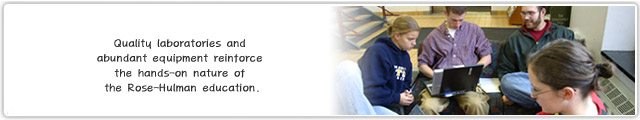 Quality laboratories and
abundant equipment reinforce
the hands-on nature of
the Rose-Hulman education.